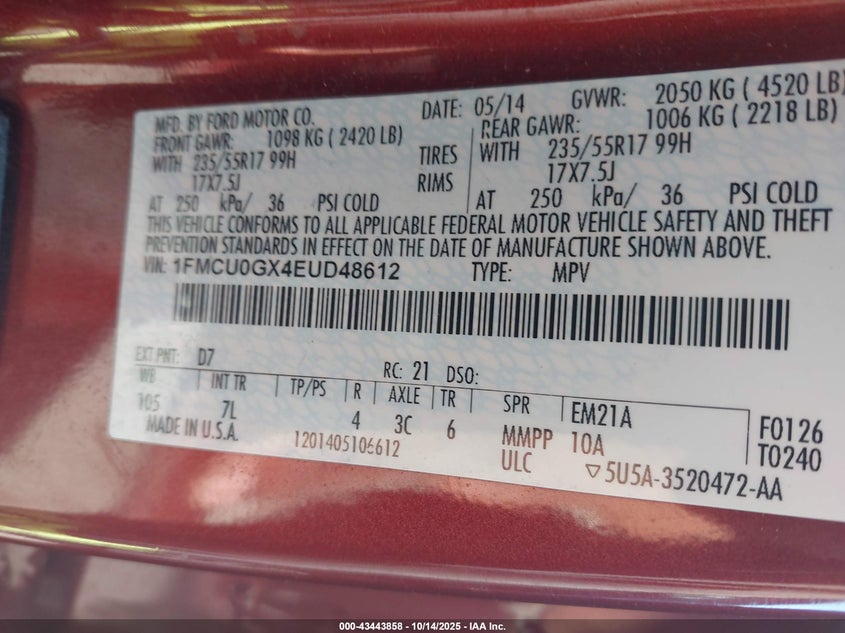 MFD. BY FORD MOTOR CO.
DATE: 05/14 GVWR: 2050 KG ( 4520 LB)
FRONT GAWR: 1098 KG ( 2420 LB)
REAR GAWR: 1006 KG ( 2218 LB)
WITH 235/55R17 99H TIRES WITH 235/55R17 99H
17X7.5J RIMS 17X7.5J
AT 250 kPa/ 36 PSI COLD AT 250 kPa/ 36 PSI COLD
THIS VEHICLE CONFORMS TO ALL APPLICABLE FEDERAL MOTOR VEHICLE SAFETY AND THEFT
PREVENTION STANDARDS IN EFFECT ON THE DATE OF MANUFACTURE SHOWN ABOVE.
VIN: 1FMCU0GX4EUD48612 TYPE: MPV
EXT PNT: D7 RC: 21 DSO:
WB INT TR TP/PS R AXLE TR SPR EM21A
105 7L 4 3C 6 MMPP 10A F0126
MADE IN U.S.A. 1201405106612 ULC T0240
▽5U5A-3520472-AA
000-43443858 - 10/14/2025 - IAA Inc.